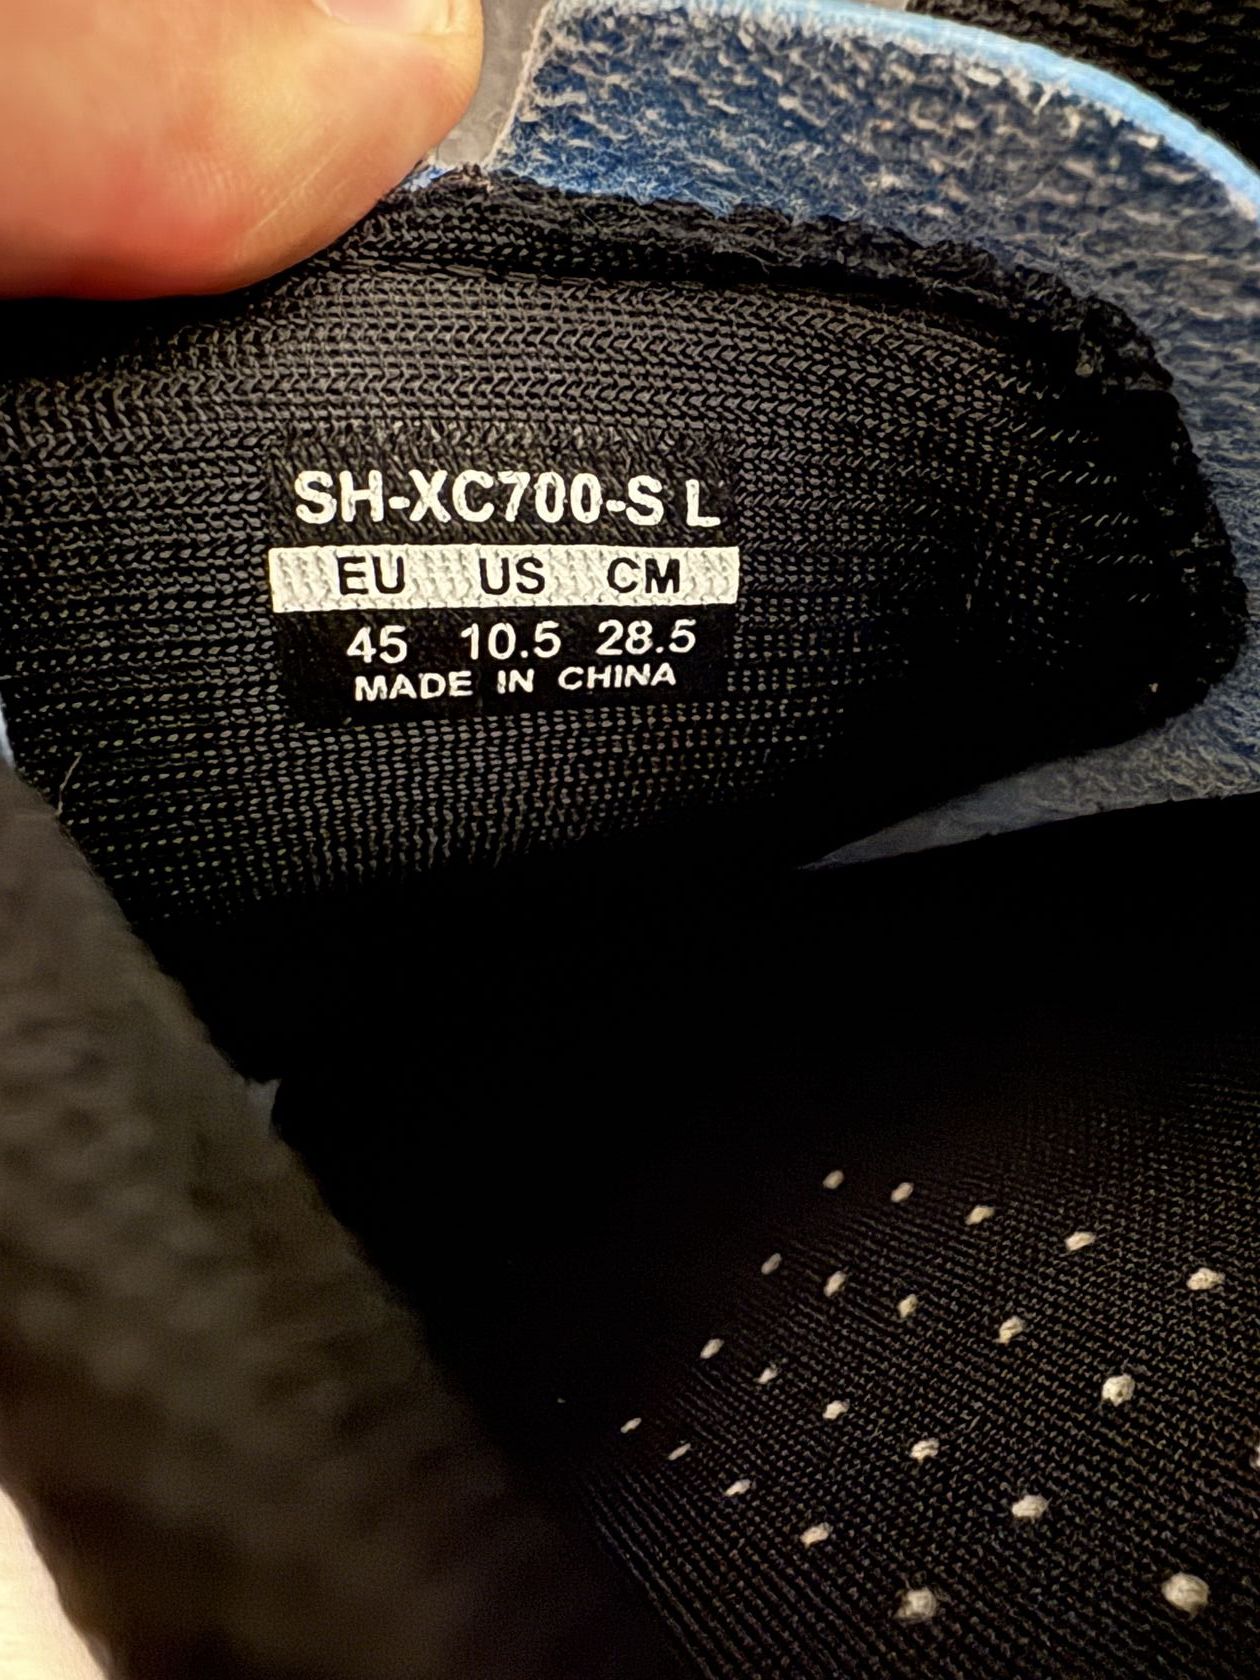 SH-XC700-S L
EU US CM
45 10.5 28.5
MADE IN CHINA